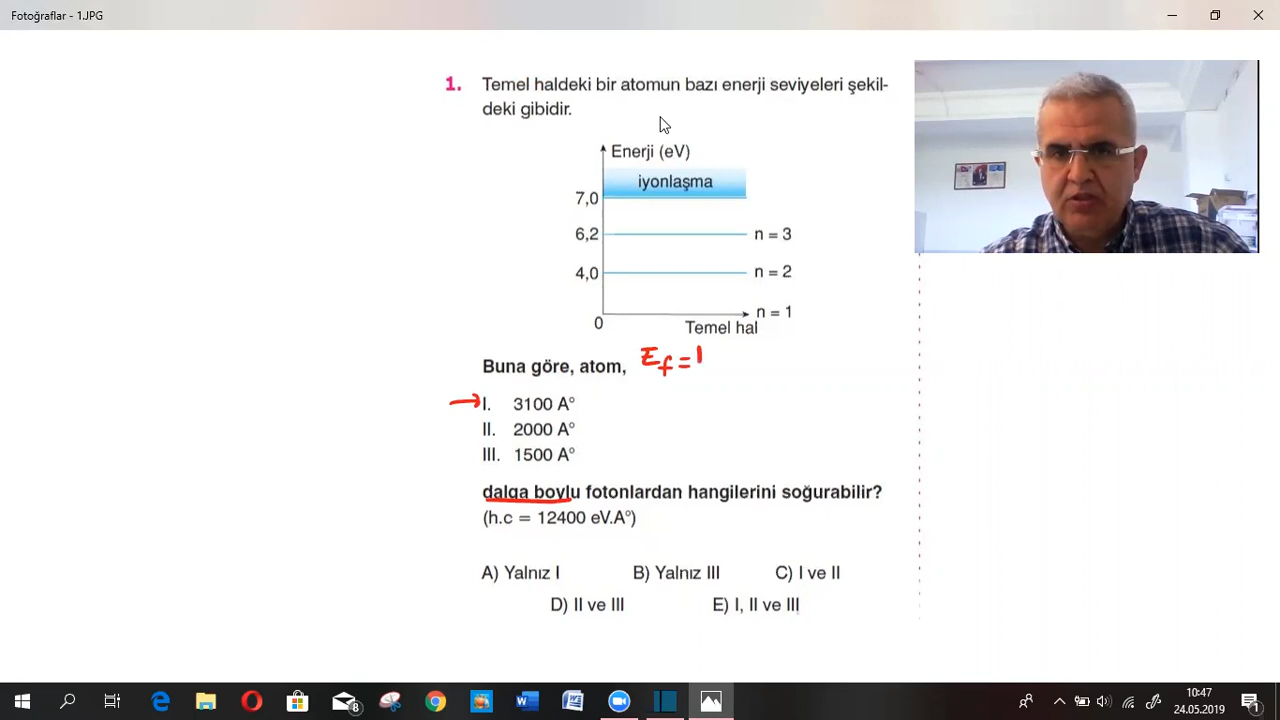 Fotoğraflar - 1.JPG
1. Temel haldeki bir atomun bazı enerji seviyeleri şekil-
deki gibidir.
Enerji (eV)
iyonlaşma
7,0
6,2 n = 3
4,0 n = 2
n = 1
0 Temel hal
Buna göre, atom, Ef = 1
→ I. 3100 A°
II. 2000 A°
III. 1500 A°
dalga boylu fotonlardan hangilerini soğurabilir?
(h.c = 12400 eV.A°)
A) Yalnız I B) Yalnız III C) I ve II
D) II ve III E) I, II ve III
8
10:47
24.05.2019
1